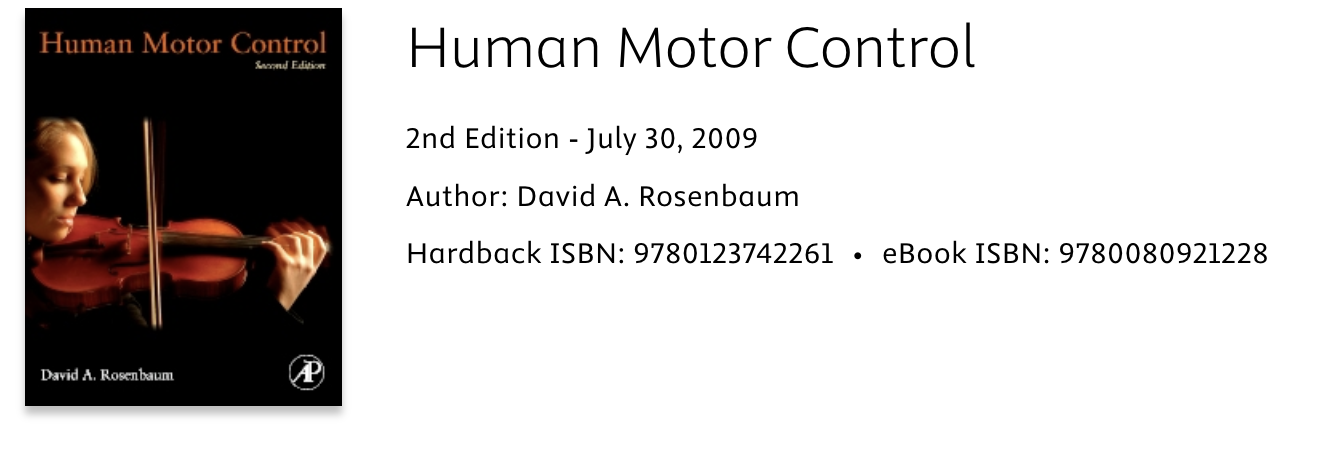 Human Motor Control
Second Edition
David A. Rosenbaum
AP
Human Motor Control
2nd Edition - July 30, 2009
Author: David A. Rosenbaum
Hardback ISBN: 9780123742261 • eBook ISBN: 9780080921228